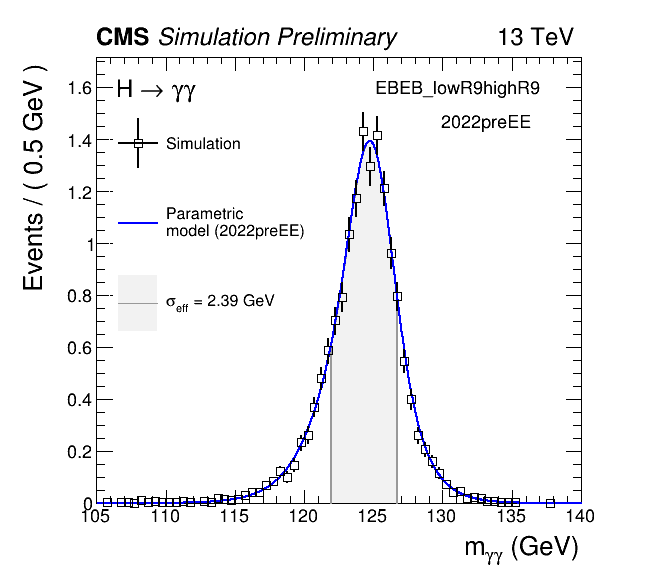 CMS Simulation Preliminary 13 TeV
Events / ( 0.5 GeV )
1.6
1.4
1.2
1
0.8
0.6
0.4
0.2
0
H → γγ
EBEB_lowR9highR9
2022preEE
Simulation
Parametric
model (2022preEE)
σeff = 2.39 GeV
105 110 115 120 125 130 135 140
mγγ (GeV)